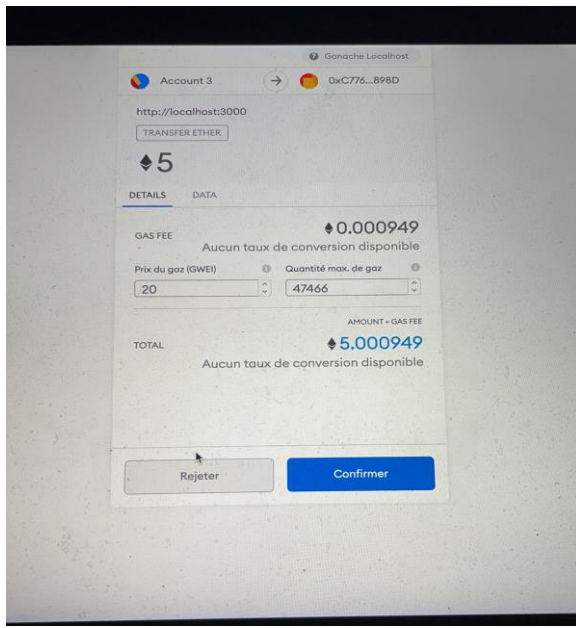 Ganache Localhost
Account 3
0xC776...898D
http://localhost:3000
TRANSFER ETHER
5
DETAILS DATA
GAS FEE
0.000949
Aucun taux de conversion disponible
Prix du gaz (GWEI) Quantité max. de gaz
20 47466
AMOUNT + GAS FEE
TOTAL
5.000949
Aucun taux de conversion disponible
Rejeter Confirmer